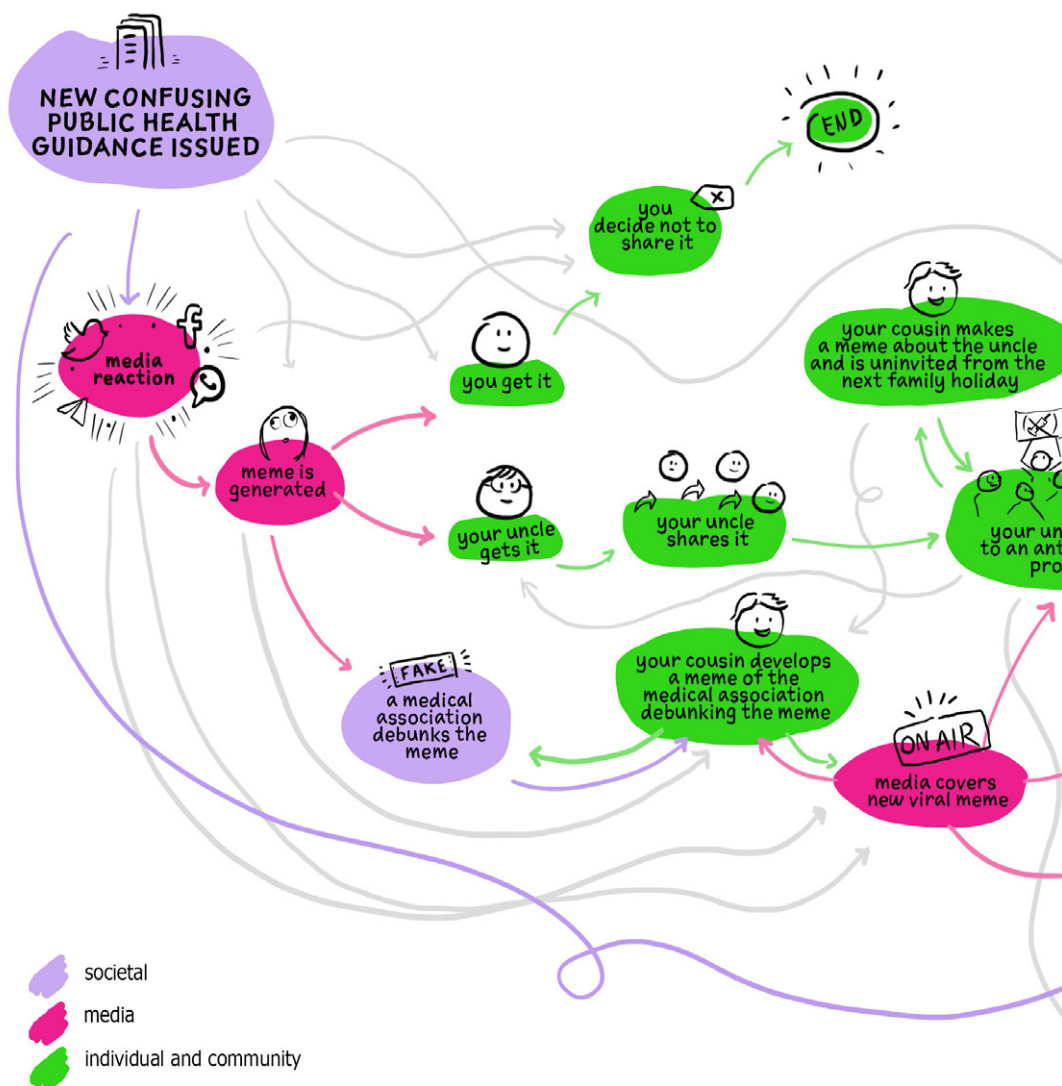 NEW CONFUSING
PUBLIC HEALTH
GUIDANCE ISSUED
END
you
decide not to
share it
media
reaction
you get it
your cousin makes
a meme about the uncle
and is uninvited from the
next family holiday
meme is
generated
your uncle
gets it
your uncle
shares it
to an
FAKE
a medical
association
debunks the
meme
your cousin develops
a meme of the
medical association
debunking the meme
ON AIR
media covers
new viral meme
societal
media
individual and community